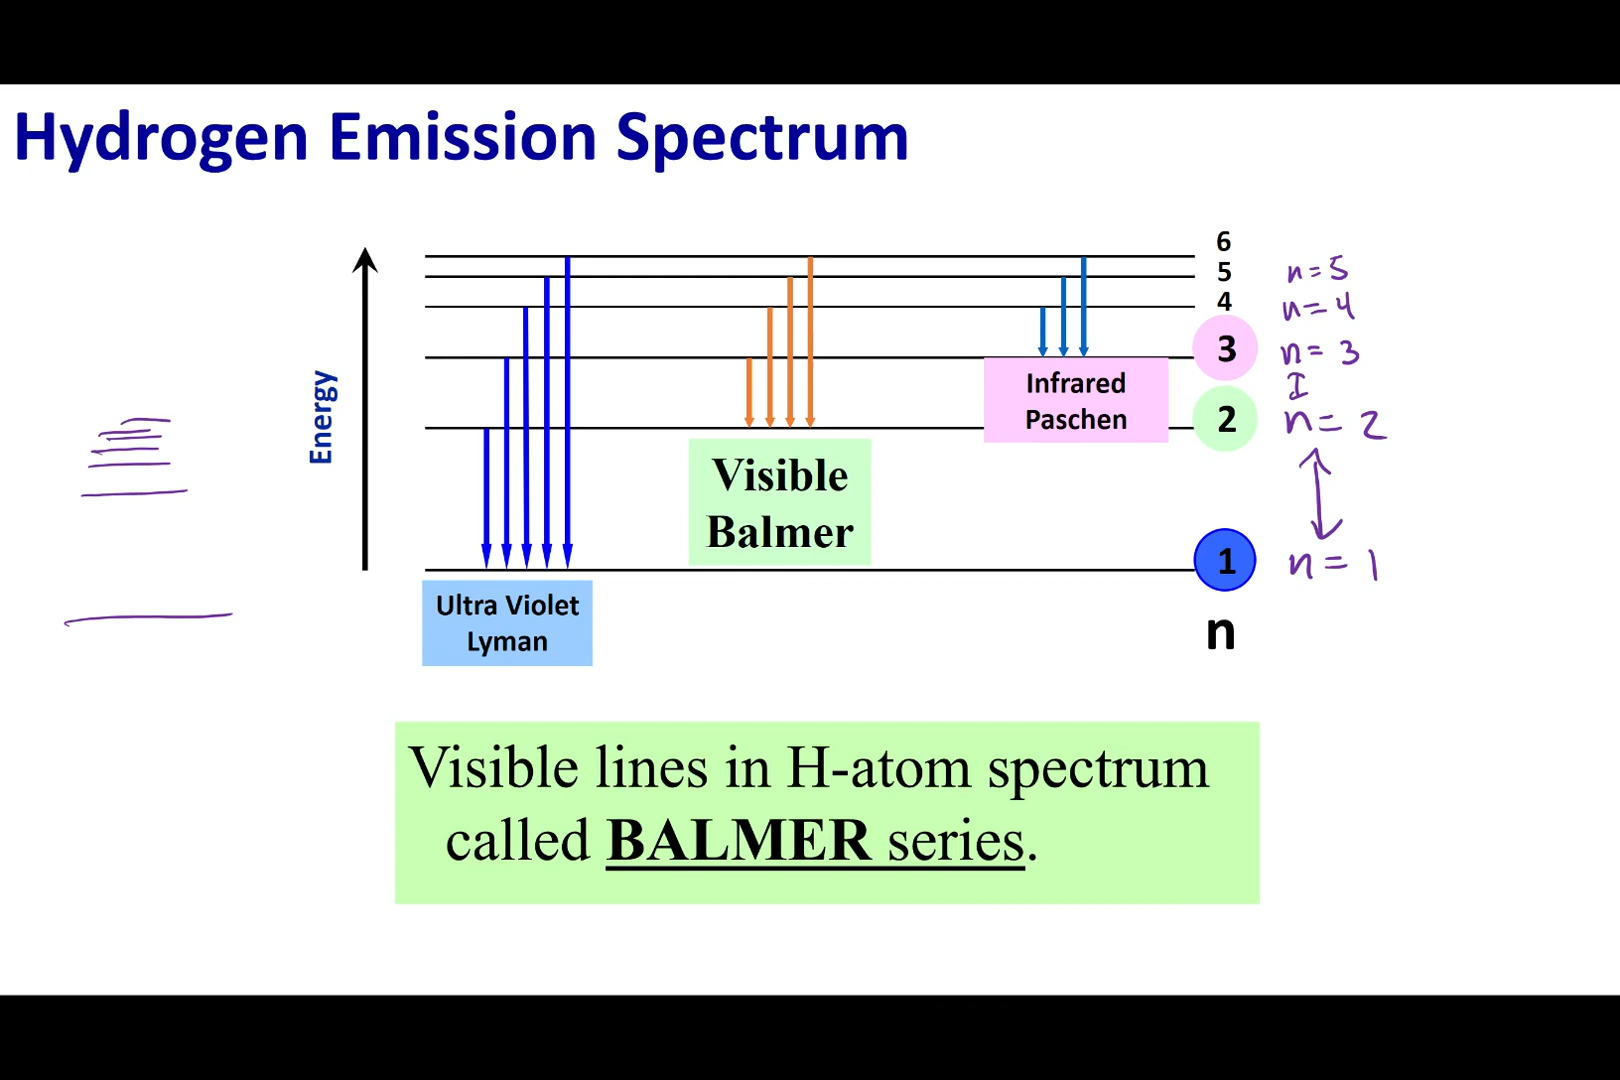 Hydrogen Emission Spectrum
Energy
6
5
4
3
2
1
n
n=5
n=4
n=3
I
n=2
n=1
Infrared
Paschen
Visible
Balmer
Ultra Violet
Lyman
Visible lines in H-atom spectrum
called BALMER series.